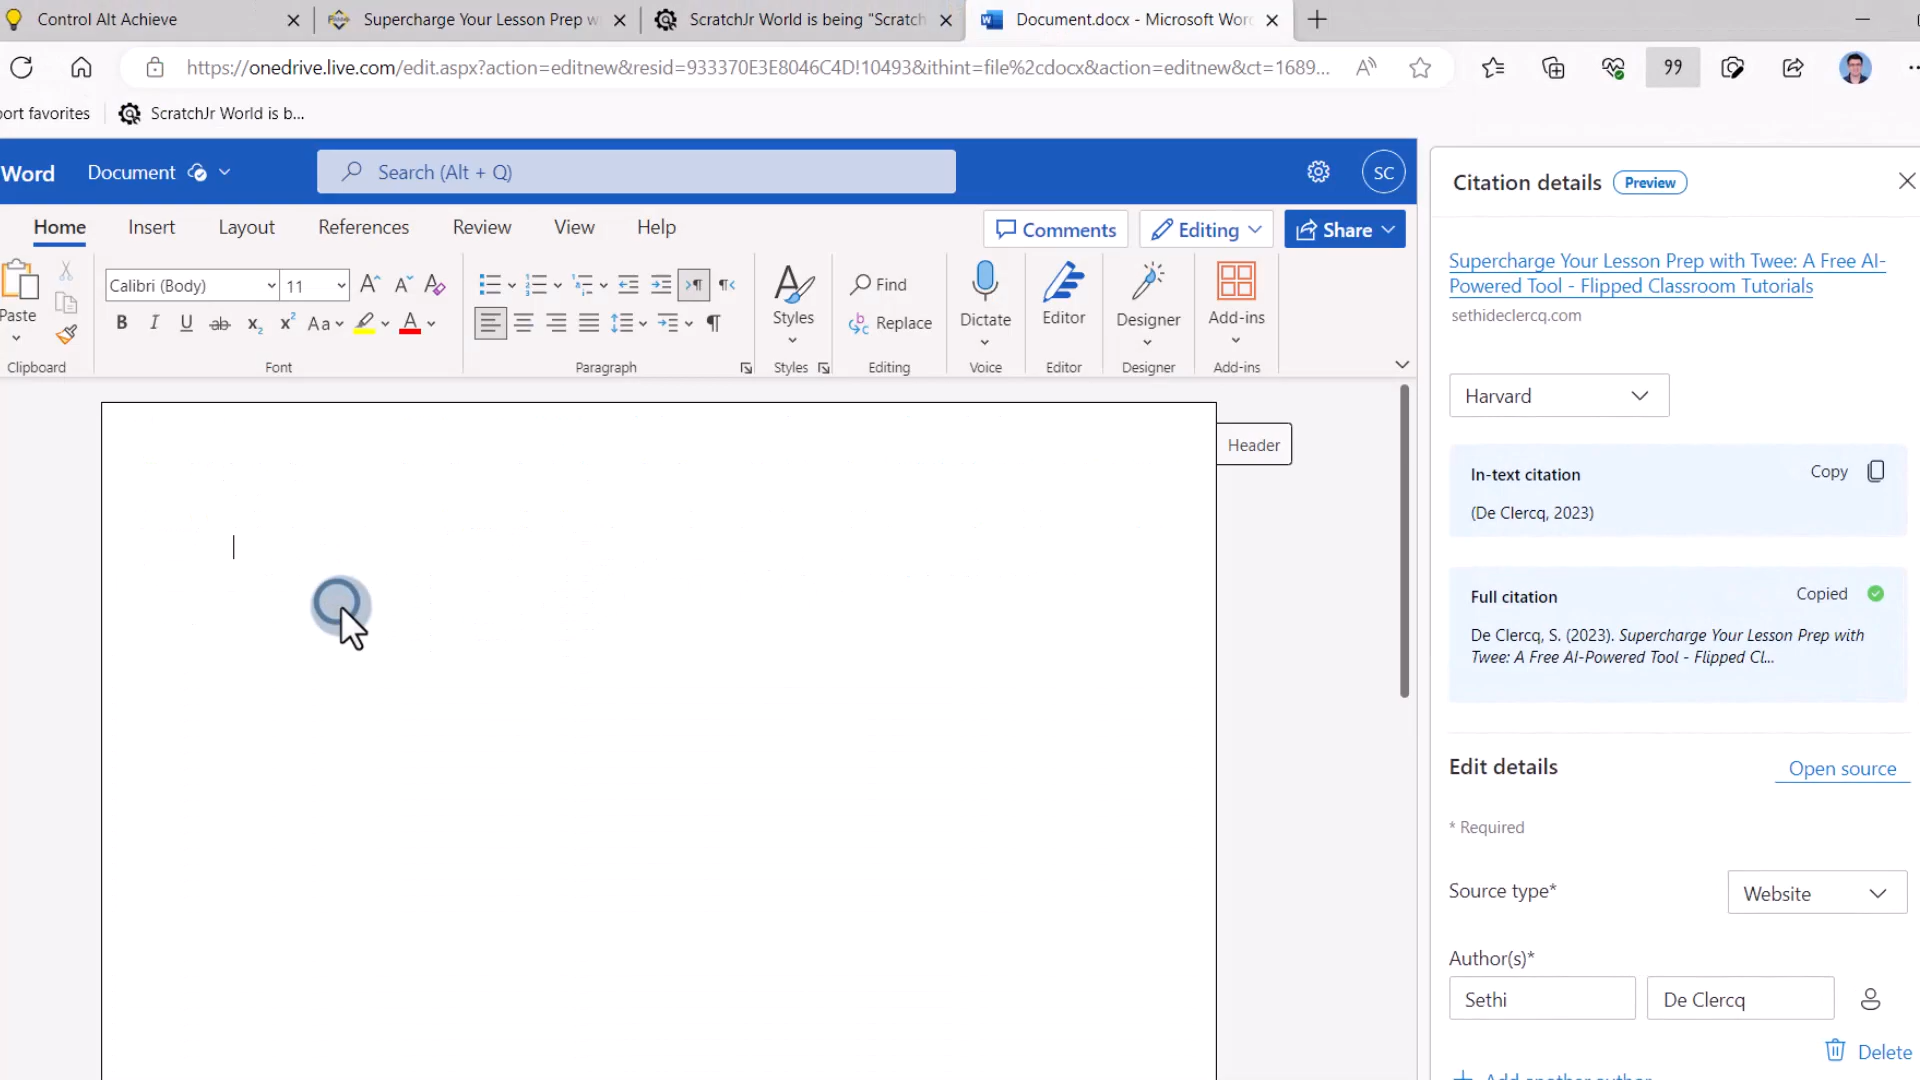 Control Alt Achieve
Supercharge Your Lesson Prep w
ScratchJr World is being "Scratch
Document.docx - Microsoft Word
https://onedrive.live.com/edit.aspx?action=editnew&resid=933370E3E8046C4D!10493&ithint=file%2cdocx&action=editnew&ct=1689...
99
ort favorites
ScratchJr World is b...
Word
Document
Search (Alt + Q)
SC
Home
Insert
Layout
References
Review
View
Help
Comments
Editing
Share
Paste
Clipboard
Calibri (Body)
11
B I U ab x₂ x² Aa A
Font
Paragraph
Styles
Styles
Find
Replace
Editing
Dictate
Voice
Editor
Editor
Designer
Designer
Add-ins
Add-ins
Header
Citation details
Preview
Supercharge Your Lesson Prep with Twee: A Free AI-
Powered Tool - Flipped Classroom Tutorials
sethideclercq.com
Harvard
In-text citation
Copy
(De Clercq, 2023)
Full citation
Copied
De Clercq, S. (2023). Supercharge Your Lesson Prep with
Twee: A Free AI-Powered Tool - Flipped Cl...
Edit details
Open source
* Required
Source type*
Website
Author(s)*
Sethi
De Clercq
Delete
Add another author